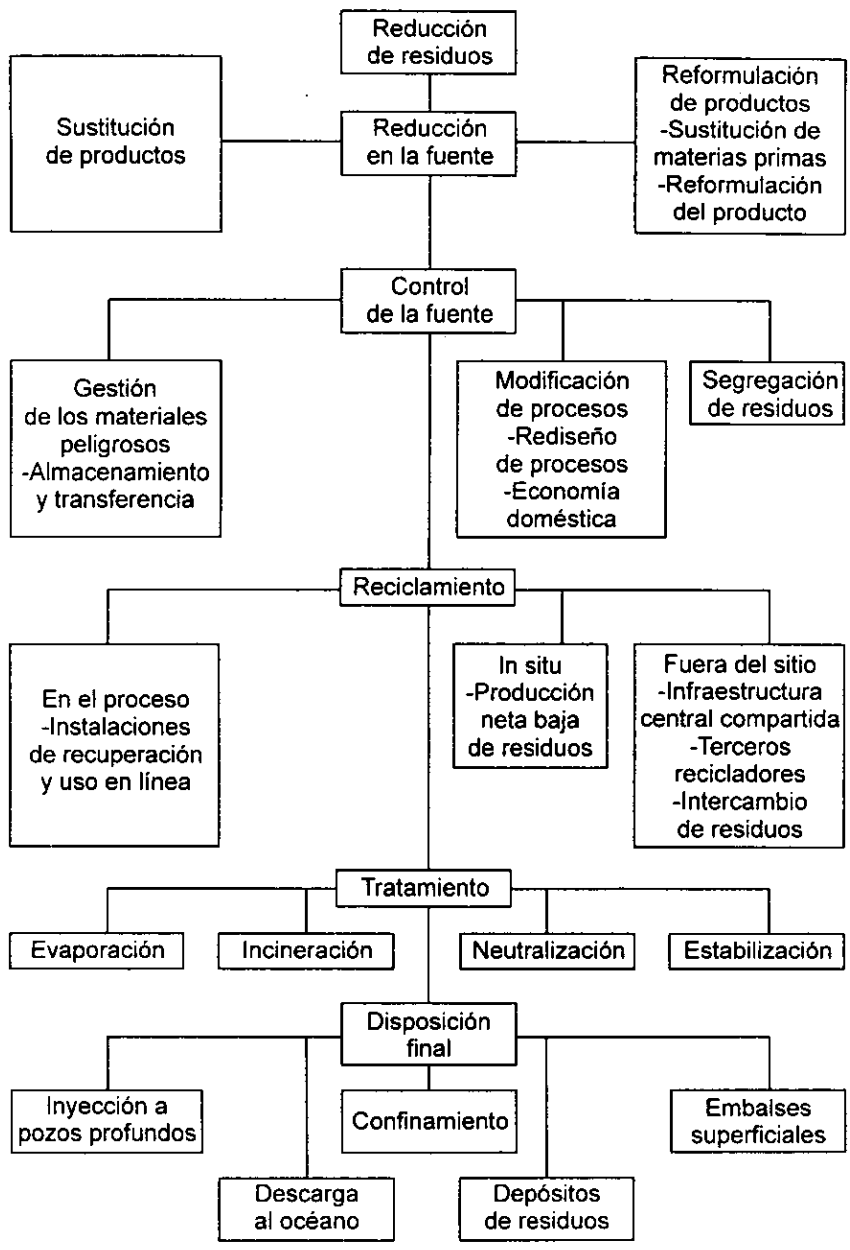 Reducción
de residuos
Sustitución
de productos
Reducción
en la fuente
Reformulación
de productos
-Sustitución de
materias primas
-Reformulación
del producto
Control
de la fuente
Gestión
de los materiales
peligrosos
-Almacenamiento
y transferencia
Modificación
de procesos
-Rediseño
de procesos
-Economía
doméstica
Segregación
de residuos
Reciclamiento
En el proceso
-Instalaciones
de recuperación
y uso en línea
In situ
-Producción
neta baja
de residuos
Fuera del sitio
-Infraestructura
central compartida
-Terceros
recicladores
-Intercambio
de residuos
Tratamiento
Evaporación
Incineración
Neutralización
Estabilización
Disposición
final
Inyección a
pozos profundos
Confinamiento
Embalses
superficiales
Descarga
al océano
Depósitos
de residuos